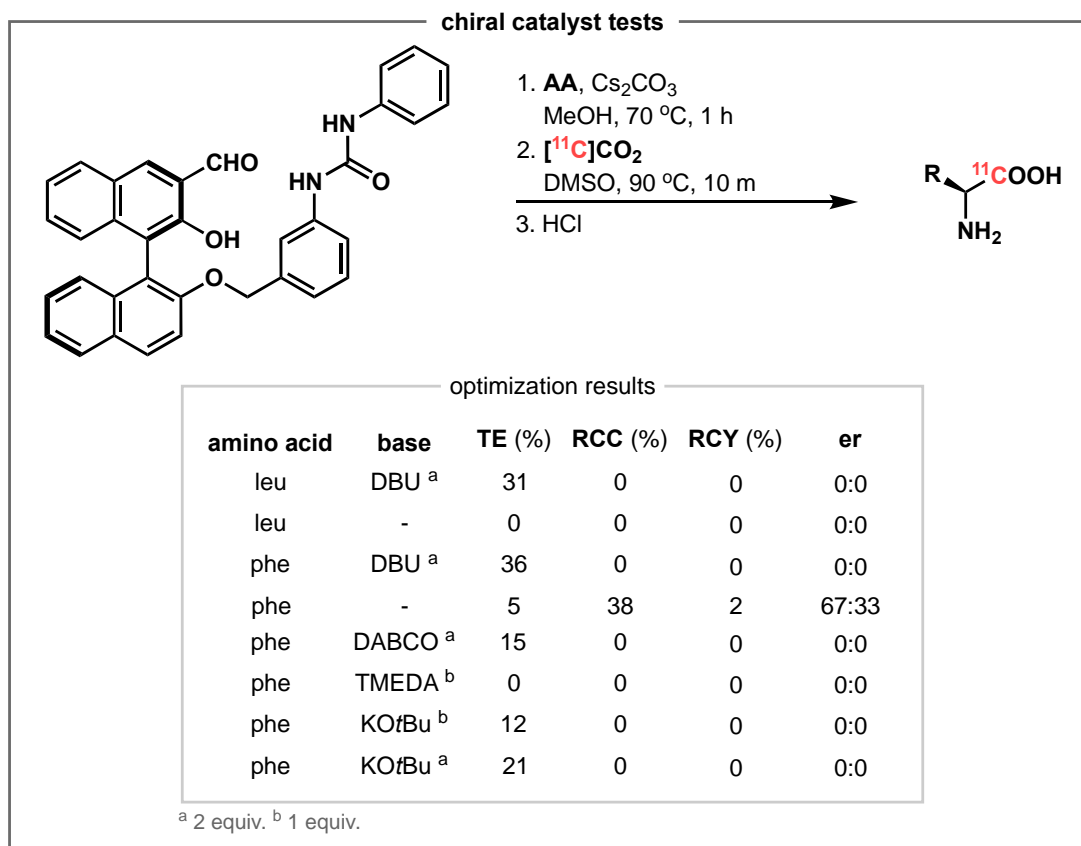 chiral catalyst tests
CHO
OH
O
HN
HN
O
1. AA, Cs₂CO₃
MeOH, 70 °C, 1 h
2. [¹¹C]CO₂
DMSO, 90 °C, 10 m
3. HCl
R
¹¹COOH
NH₂
optimization results
amino acid base TE (%) RCC (%) RCY (%) er
leu DBU ᵃ 31 0 0 0:0
leu - 0 0 0 0:0
phe DBU ᵃ 36 0 0 0:0
phe - 5 38 2 67:33
phe DABCO ᵃ 15 0 0 0:0
phe TMEDA ᵇ 0 0 0 0:0
phe KOtBu ᵇ 12 0 0 0:0
phe KOtBu ᵃ 21 0 0 0:0
ᵃ 2 equiv. ᵇ 1 equiv.